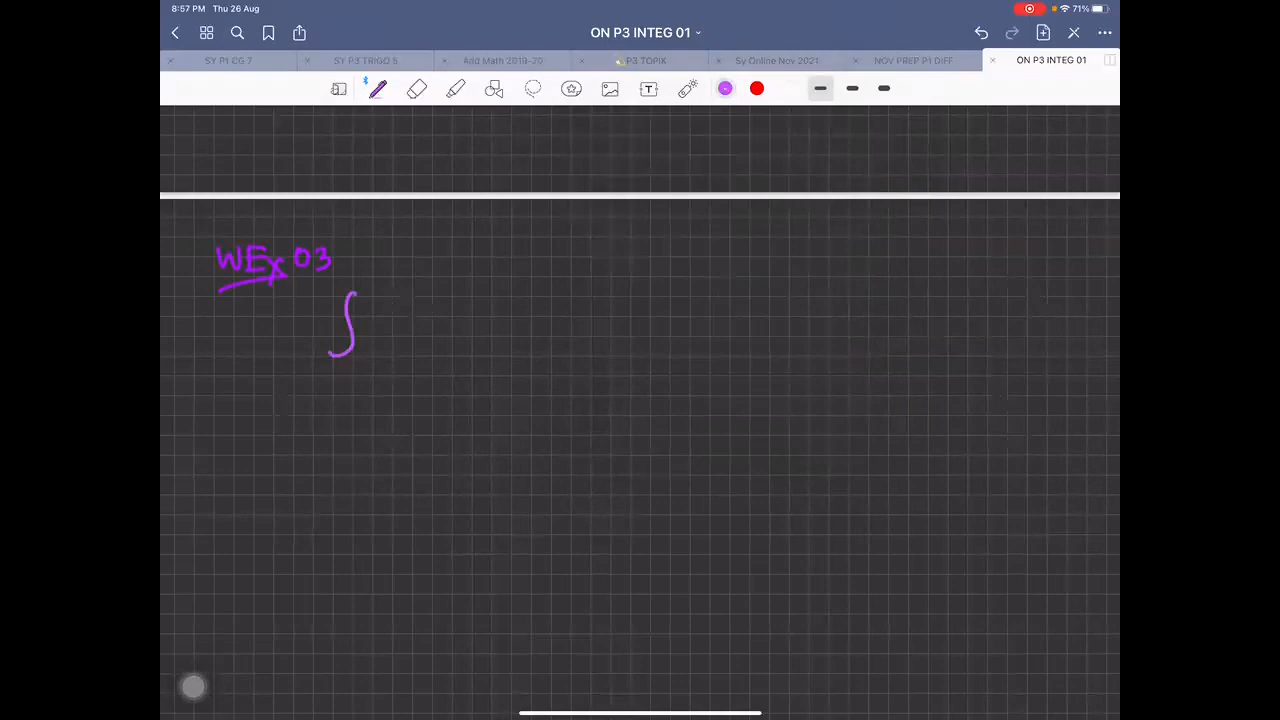 8:57 PM Thu 26 Aug 71%
ON P3 INTEG 01
SY P1 CG 7 SY P3 TRIGO 5 Add Math 2018-20 P3 TOPIX Sy Online Nov 2021 NOV PREP P1 DIFF ON P3 INTEG 01
T
WEx 03
∫